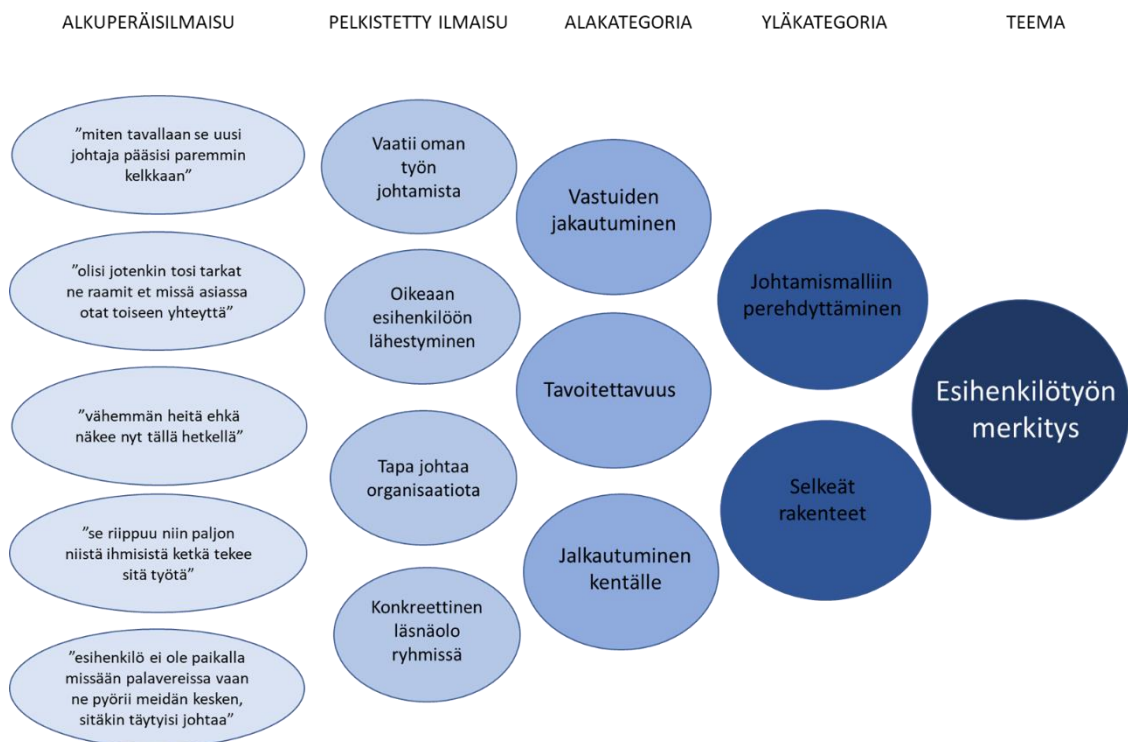 ALKUPERÄISILMAISU
PELKISTETTY ILMAISU
ALAKATEGORIA
YLÄKATEGORIA
TEEMA
”miten tavallaan se uusi
johtaja pääsisi paremmin
kelkkaan”
”olisi jotenkin tosi tarkat
ne raamit et missä asiassa
otat toiseen yhteyttä”
”vähemmän heitä ehkä
näkee nyt tällä hetkellä”
”se riippuu niin paljon
niistä ihmisistä ketkä tekee
sitä työtä”
”esihenkilö ei ole paikalla
missään palavereissa vaan
ne pyörii meidän kesken,
sitäkin täytyisi johtaa”
Vaatii oman
työn
johtamista
Oikeaan
esihenkilöön
lähestyminen
Tapa johtaa
organisaatiota
Konkreettinen
läsnäolo
ryhmissä
Vastuiden
jakautuminen
Tavoitettavuus
Jalkautuminen
kentälle
Johtamismalliin
perehdyttäminen
Selkeät
rakenteet
Esihenkilötyön
merkitys